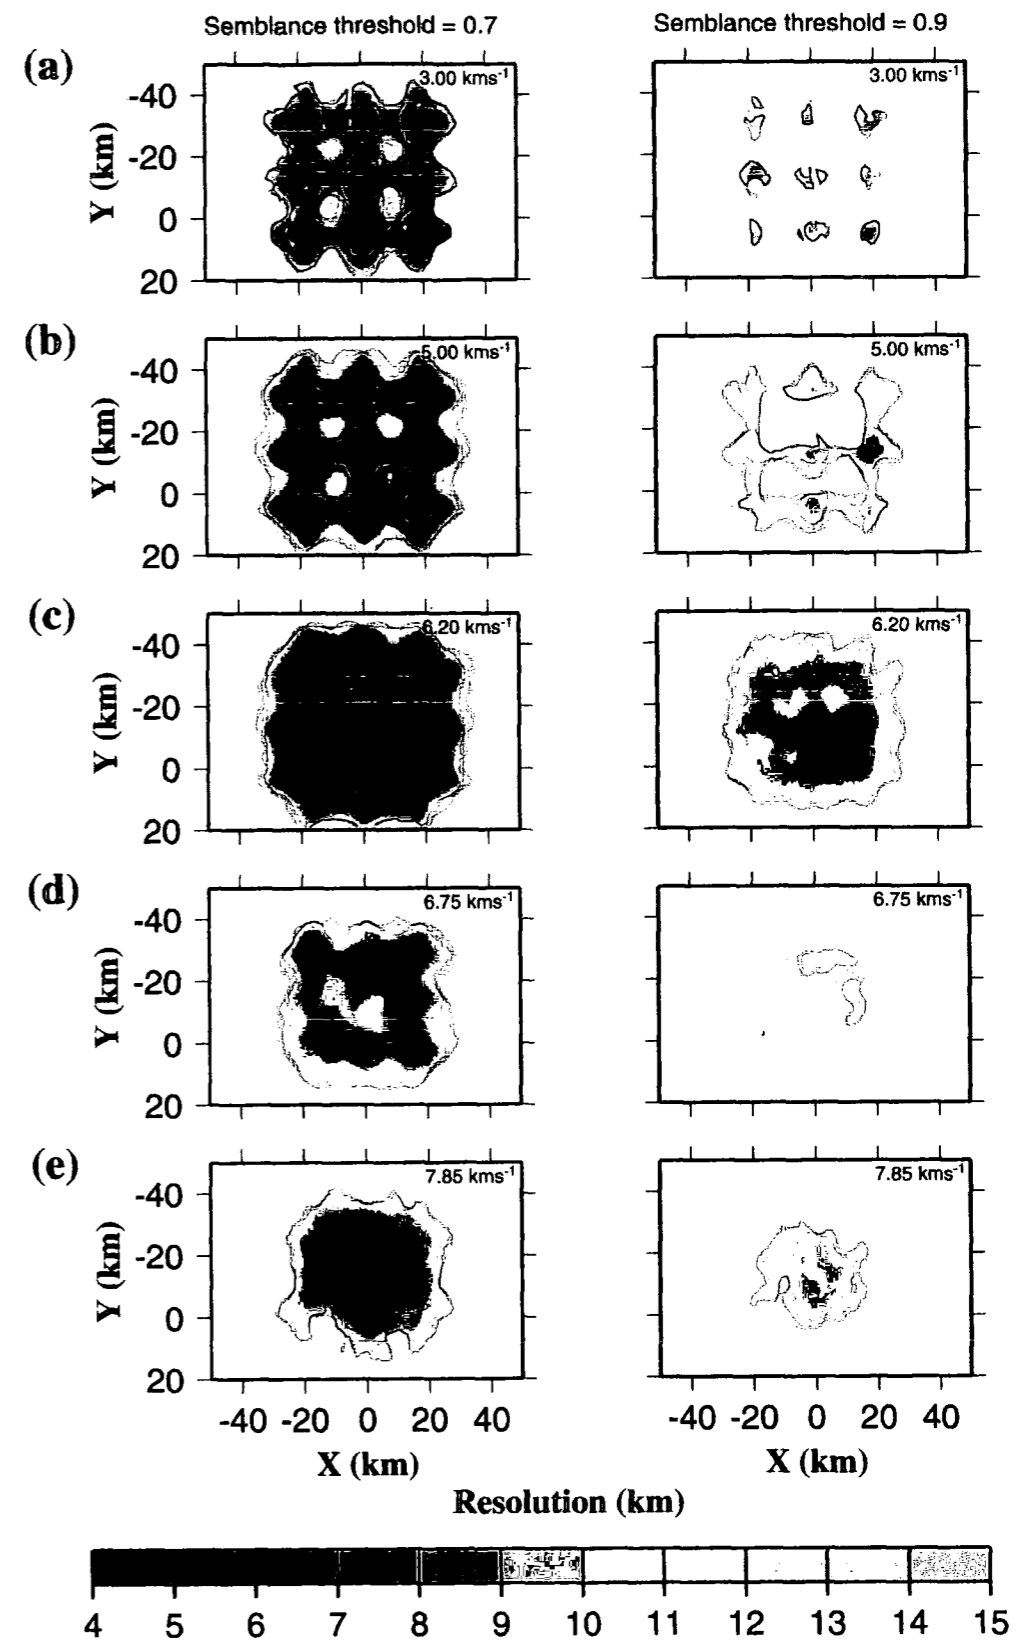 Semblance threshold = 0.7
Semblance threshold = 0.9
(a)
3.00 kms-1
3.00 kms-1
-40
-20
0
20
Y (km)
(b)
5.00 kms-1
5.00 kms-1
-40
-20
0
20
Y (km)
(c)
6.20 kms-1
6.20 kms-1
-40
-20
0
20
Y (km)
(d)
6.75 kms-1
6.75 kms-1
-40
-20
0
20
Y (km)
(e)
7.85 kms-1
7.85 kms-1
-40
-20
0
20
Y (km)
-40 -20 0 20 40
-40 -20 0 20 40
X (km)
X (km)
Resolution (km)
4 5 6 7 8 9 10 11 12 13 14 15